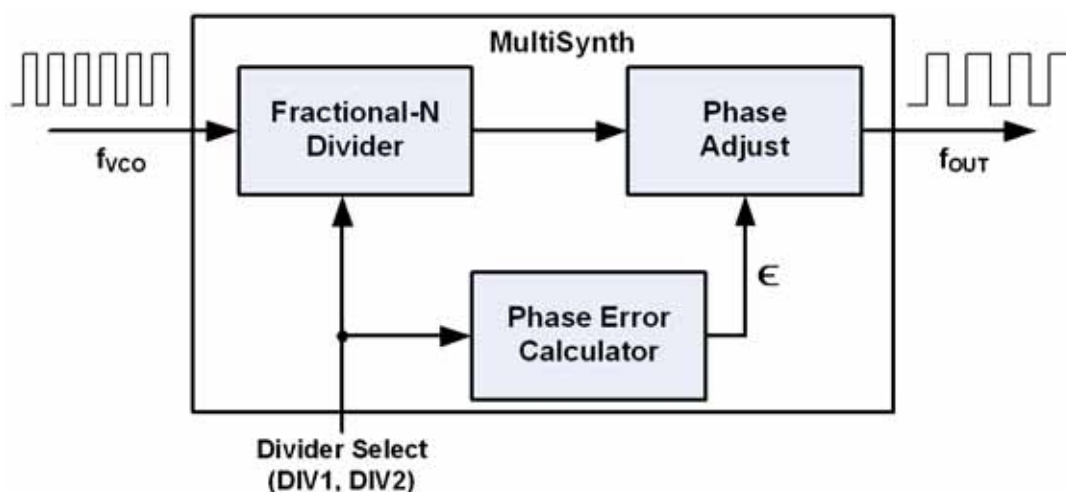 MultiSynth
Fractional-N
Divider
Phase
Adjust
fVCO
fOUT
ϵ
Phase Error
Calculator
Divider Select
(DIV1, DIV2)